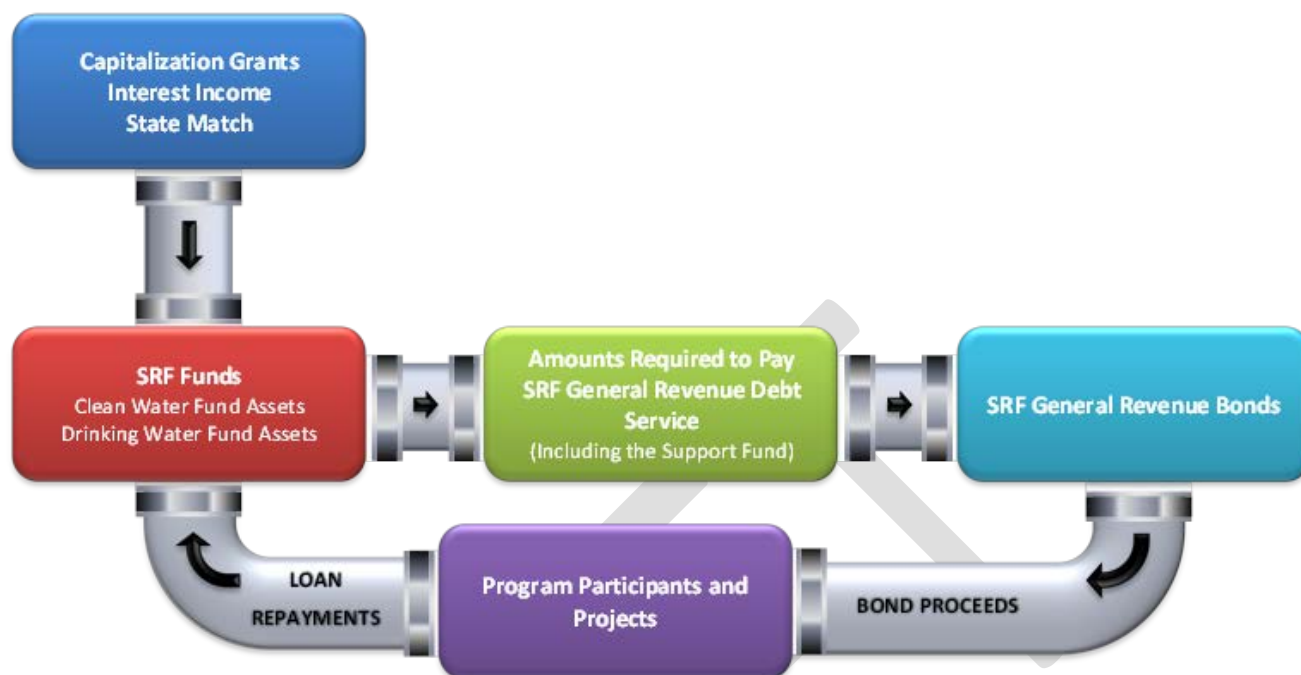 Capitalization Grants
Interest Income
State Match
SRF Funds
Clean Water Fund Assets
Drinking Water Fund Assets
Amounts Required to Pay
SRF General Revenue Debt
Service
(Including the Support Fund)
SRF General Revenue Bonds
LOAN
REPAYMENTS
Program Participants and
Projects
BOND PROCEEDS